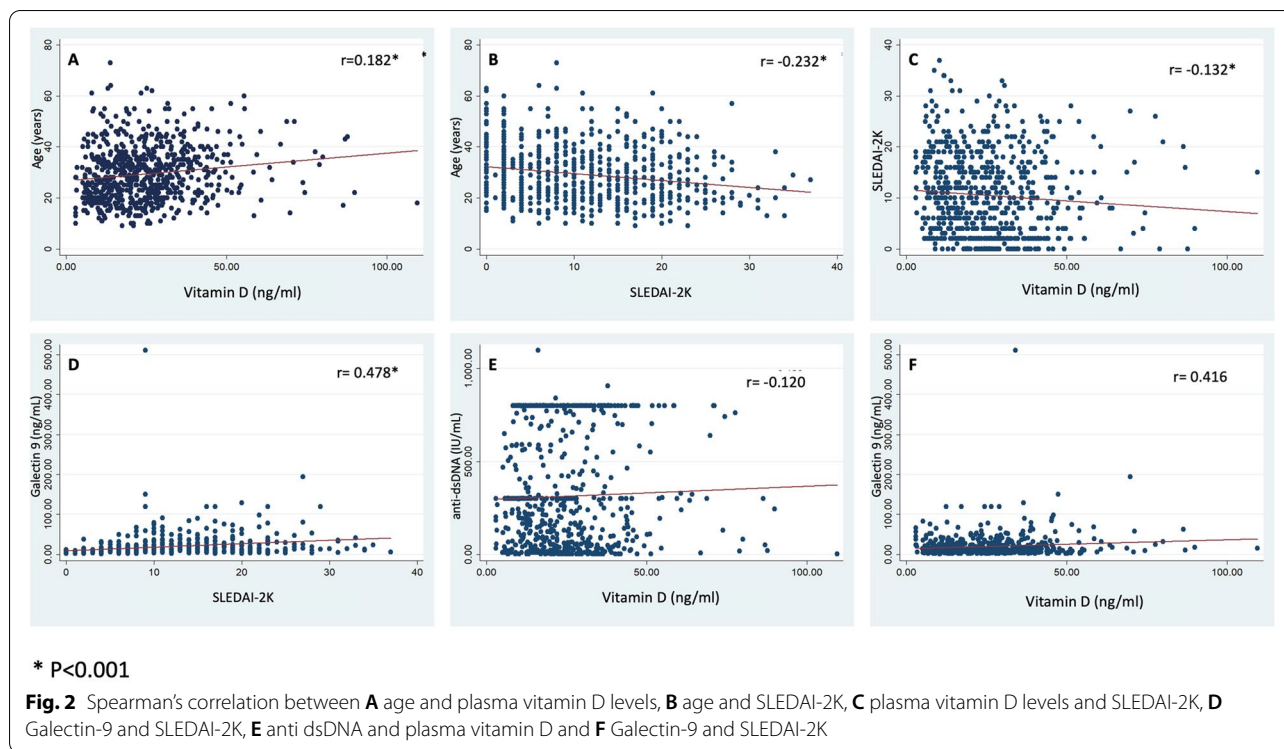 A
r=0.182*
*
Age (years)
80
60
40
20
0
0.00 50.00 100.00
Vitamin D (ng/ml)
B
r= -0.232*
Age (years)
80
60
40
20
0
0 10 20 30 40
SLEDAI-2K
C
r= -0.132*
SLEDAI-2K
40
30
20
10
0
0.00 50.00 100.00
Vitamin D (ng/ml)
D
r= 0.478*
Galectin 9 (ng/mL)
500.00
400.00
300.00
200.00
100.00
0.00
0 10 20 30 40
SLEDAI-2K
E
r= -0.120
anti-dsDNA (IU/mL)
1,000.00
500.00
0.00
0.00 50.00 100.00
Vitamin D (ng/ml)
F
r= 0.416
Galectin 9 (ng/mL)
500.00
400.00
300.00
200.00
100.00
0.00
0.00 50.00 100.00
Vitamin D (ng/ml)
* P<0.001
Fig. 2 Spearman's correlation between A age and plasma vitamin D levels, B age and SLEDAI-2K, C plasma vitamin D levels and SLEDAI-2K, D
Galectin-9 and SLEDAI-2K, E anti dsDNA and plasma vitamin D and F Galectin-9 and SLEDAI-2K